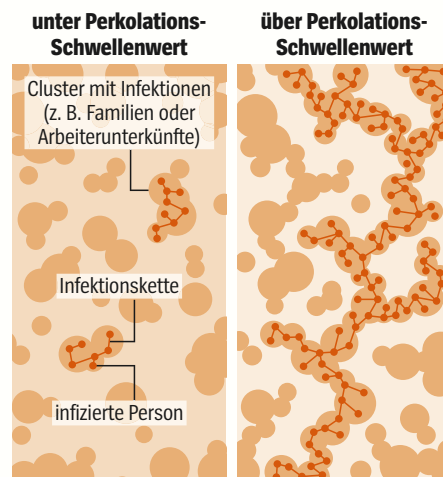 unter Perkolations-
Schwellenwert
über Perkolations-
Schwellenwert
Cluster mit Infektionen
(z. B. Familien oder
Arbeiterunterkünfte)
Infektionskette
infizierte Person